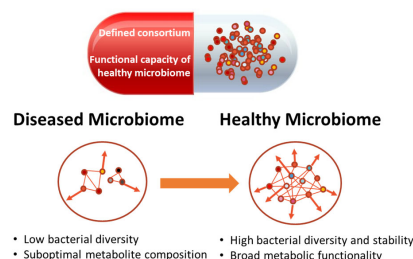 Defined consortium
Functional capacity of
healthy microbiome
Diseased Microbiome
Healthy Microbiome
• Low bacterial diversity
• Suboptimal metabolite composition
• High bacterial diversity and stability
• Broad metabolic functionality